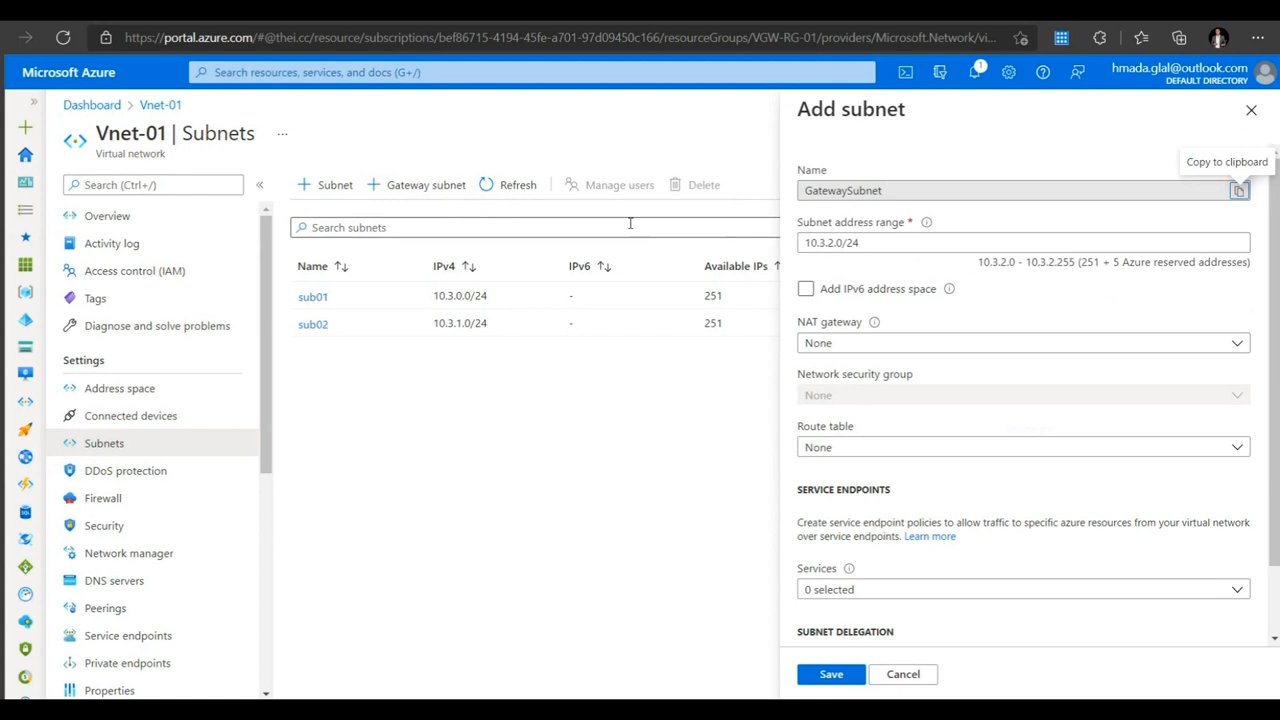 https://portal.azure.com/#@thei.cc/resource/subscriptions/bef86715-4194-45fe-a701-97d09450c166/resourceGroups/VGW-RG-01/providers/Microsoft.Network/vi...
Microsoft Azure
Search resources, services, and docs (G+/)
1
hmada.glal@outlook.com
DEFAULT DIRECTORY
Dashboard > Vnet-01
Vnet-01 | Subnets ...
Virtual network
Search (Ctrl+/)
Overview
Activity log
Access control (IAM)
Tags
Diagnose and solve problems
Settings
Address space
Connected devices
Subnets
DDoS protection
Firewall
Security
Network manager
DNS servers
Peerings
Service endpoints
Private endpoints
Properties
+ Subnet + Gateway subnet Refresh Manage users Delete
Search subnets
Name IPv4 IPv6 Available IPs
sub01 10.3.0.0/24 - 251
sub02 10.3.1.0/24 - 251
Add subnet
Copy to clipboard
Name
GatewaySubnet
Subnet address range *
10.3.2.0/24
10.3.2.0 - 10.3.2.255 (251 + 5 Azure reserved addresses)
Add IPv6 address space
NAT gateway
None
Network security group
None
Route table
None
SERVICE ENDPOINTS
Create service endpoint policies to allow traffic to specific azure resources from your virtual network
over service endpoints. Learn more
Services
0 selected
SUBNET DELEGATION
Save Cancel